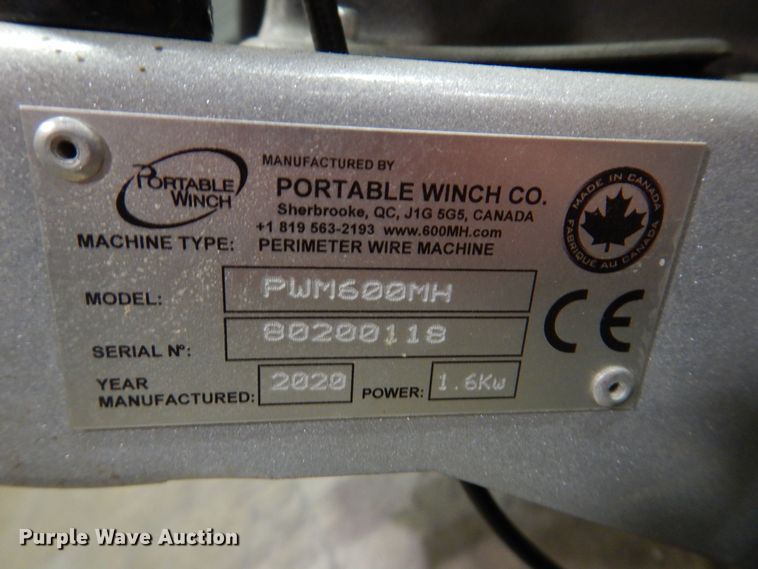 PORTABLE
WINCH
MANUFACTURED BY
PORTABLE WINCH CO.
Sherbrooke, QC, J1G 5G5, CANADA
+1 819 563-2193 www.600MH.com
MACHINE TYPE: PERIMETER WIRE MACHINE
MADE IN CANADA
FABRIQUÉ AU CANADA
MODEL: PWM600MH
SERIAL Nº: 80200118
CE
YEAR
MANUFACTURED: 2020 POWER: 1.6Kw
Purple Wave Auction